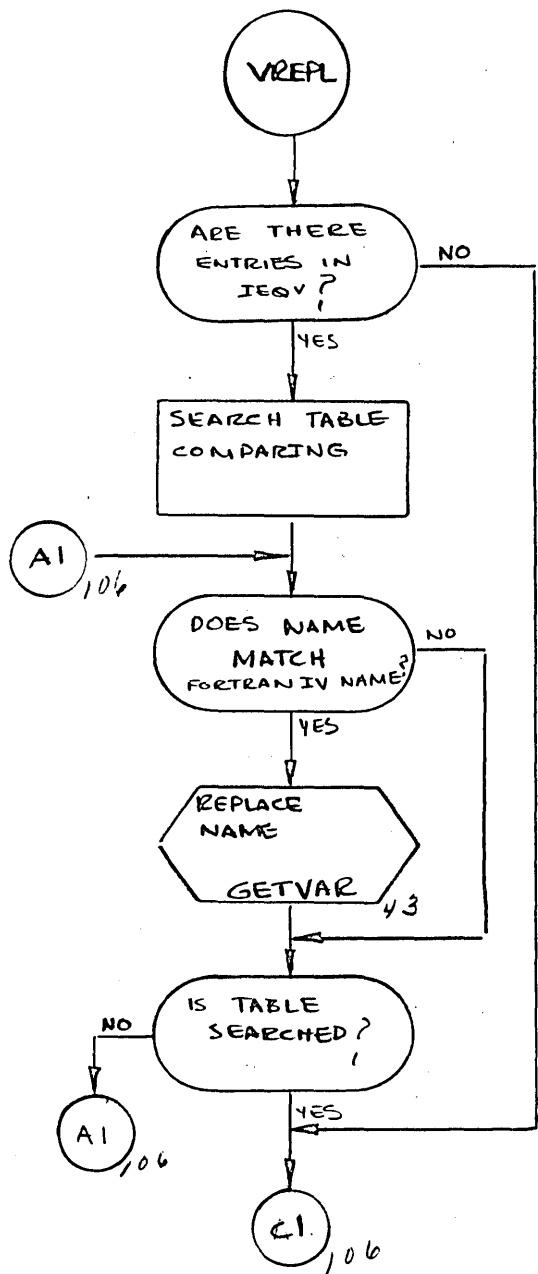 VREPL
ARE THERE
ENTRIES IN
IEQV?
NO
YES
SEARCH TABLE
COMPARING
A1
106
DOES NAME
MATCH
FORTRAN IV NAME?
NO
YES
REPLACE
NAME
GETVAR
43
IS TABLE
SEARCHED?
NO
YES
A1
106
C1.
106